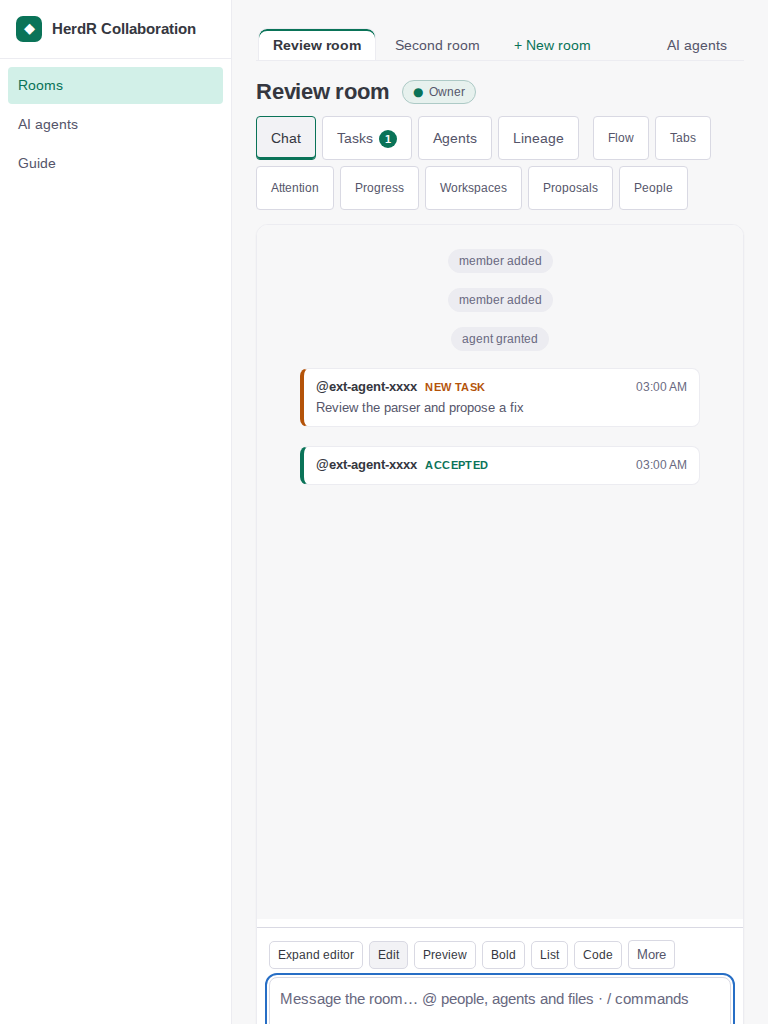 HerdR Collaboration
Rooms
AI agents
Guide
Review room
Second room
+ New room
AI agents
Review room
Owner
Chat
Tasks 1
Agents
Lineage
Flow
Tabs
Attention
Progress
Workspaces
Proposals
People
member added
member added
agent granted
@ext-agent-xxxx NEW TASK 03:00 AM
Review the parser and propose a fix
@ext-agent-xxxx ACCEPTED 03:00 AM
Expand editor
Edit
Preview
Bold
List
Code
More
Message the room… @ people, agents and files · / commands